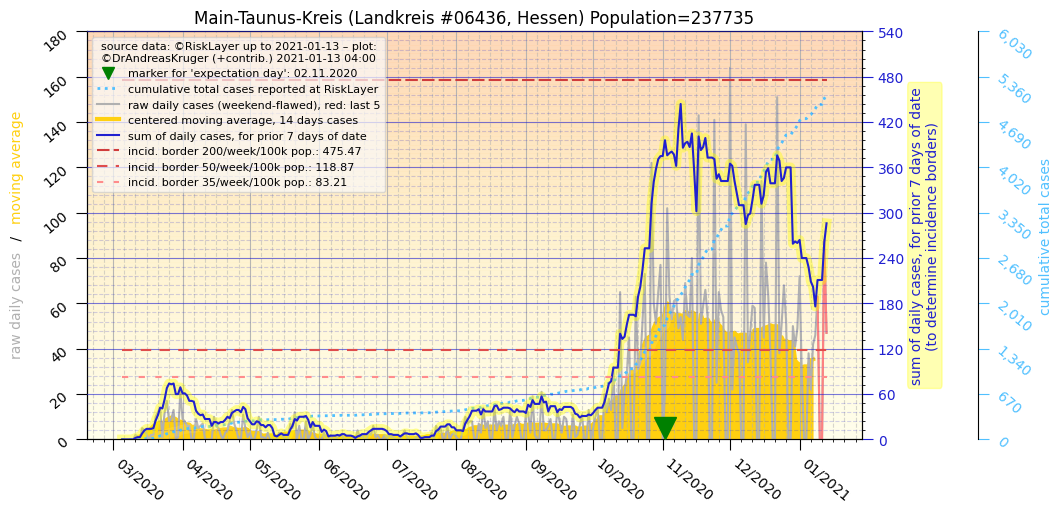 Main-Taunus-Kreis (Landkreis #06436, Hessen) Population=237735
source data: ©RiskLayer up to 2021-01-13 – plot:
©DrAndreasKruger (+contrib.) 2021-01-13 04:00
marker for 'expectation day': 02.11.2020
cumulative total cases reported at RiskLayer
raw daily cases (weekend-flawed), red: last 5
centered moving average, 14 days cases
sum of daily cases, for prior 7 days of date
incid. border 200/week/100k pop.: 475.47
incid. border 50/week/100k pop.: 118.87
incid. border 35/week/100k pop.: 83.21
raw daily cases / moving average
180
160
140
120
100
80
60
40
20
0
03/2020
04/2020
05/2020
06/2020
07/2020
08/2020
09/2020
10/2020
11/2020
12/2020
01/2021
540
480
420
360
300
240
180
120
60
0
sum of daily cases, for prior 7 days of date
(to determine incidence borders)
6,030
5,360
4,690
4,020
3,350
2,680
2,010
1,340
670
0
cumulative total cases